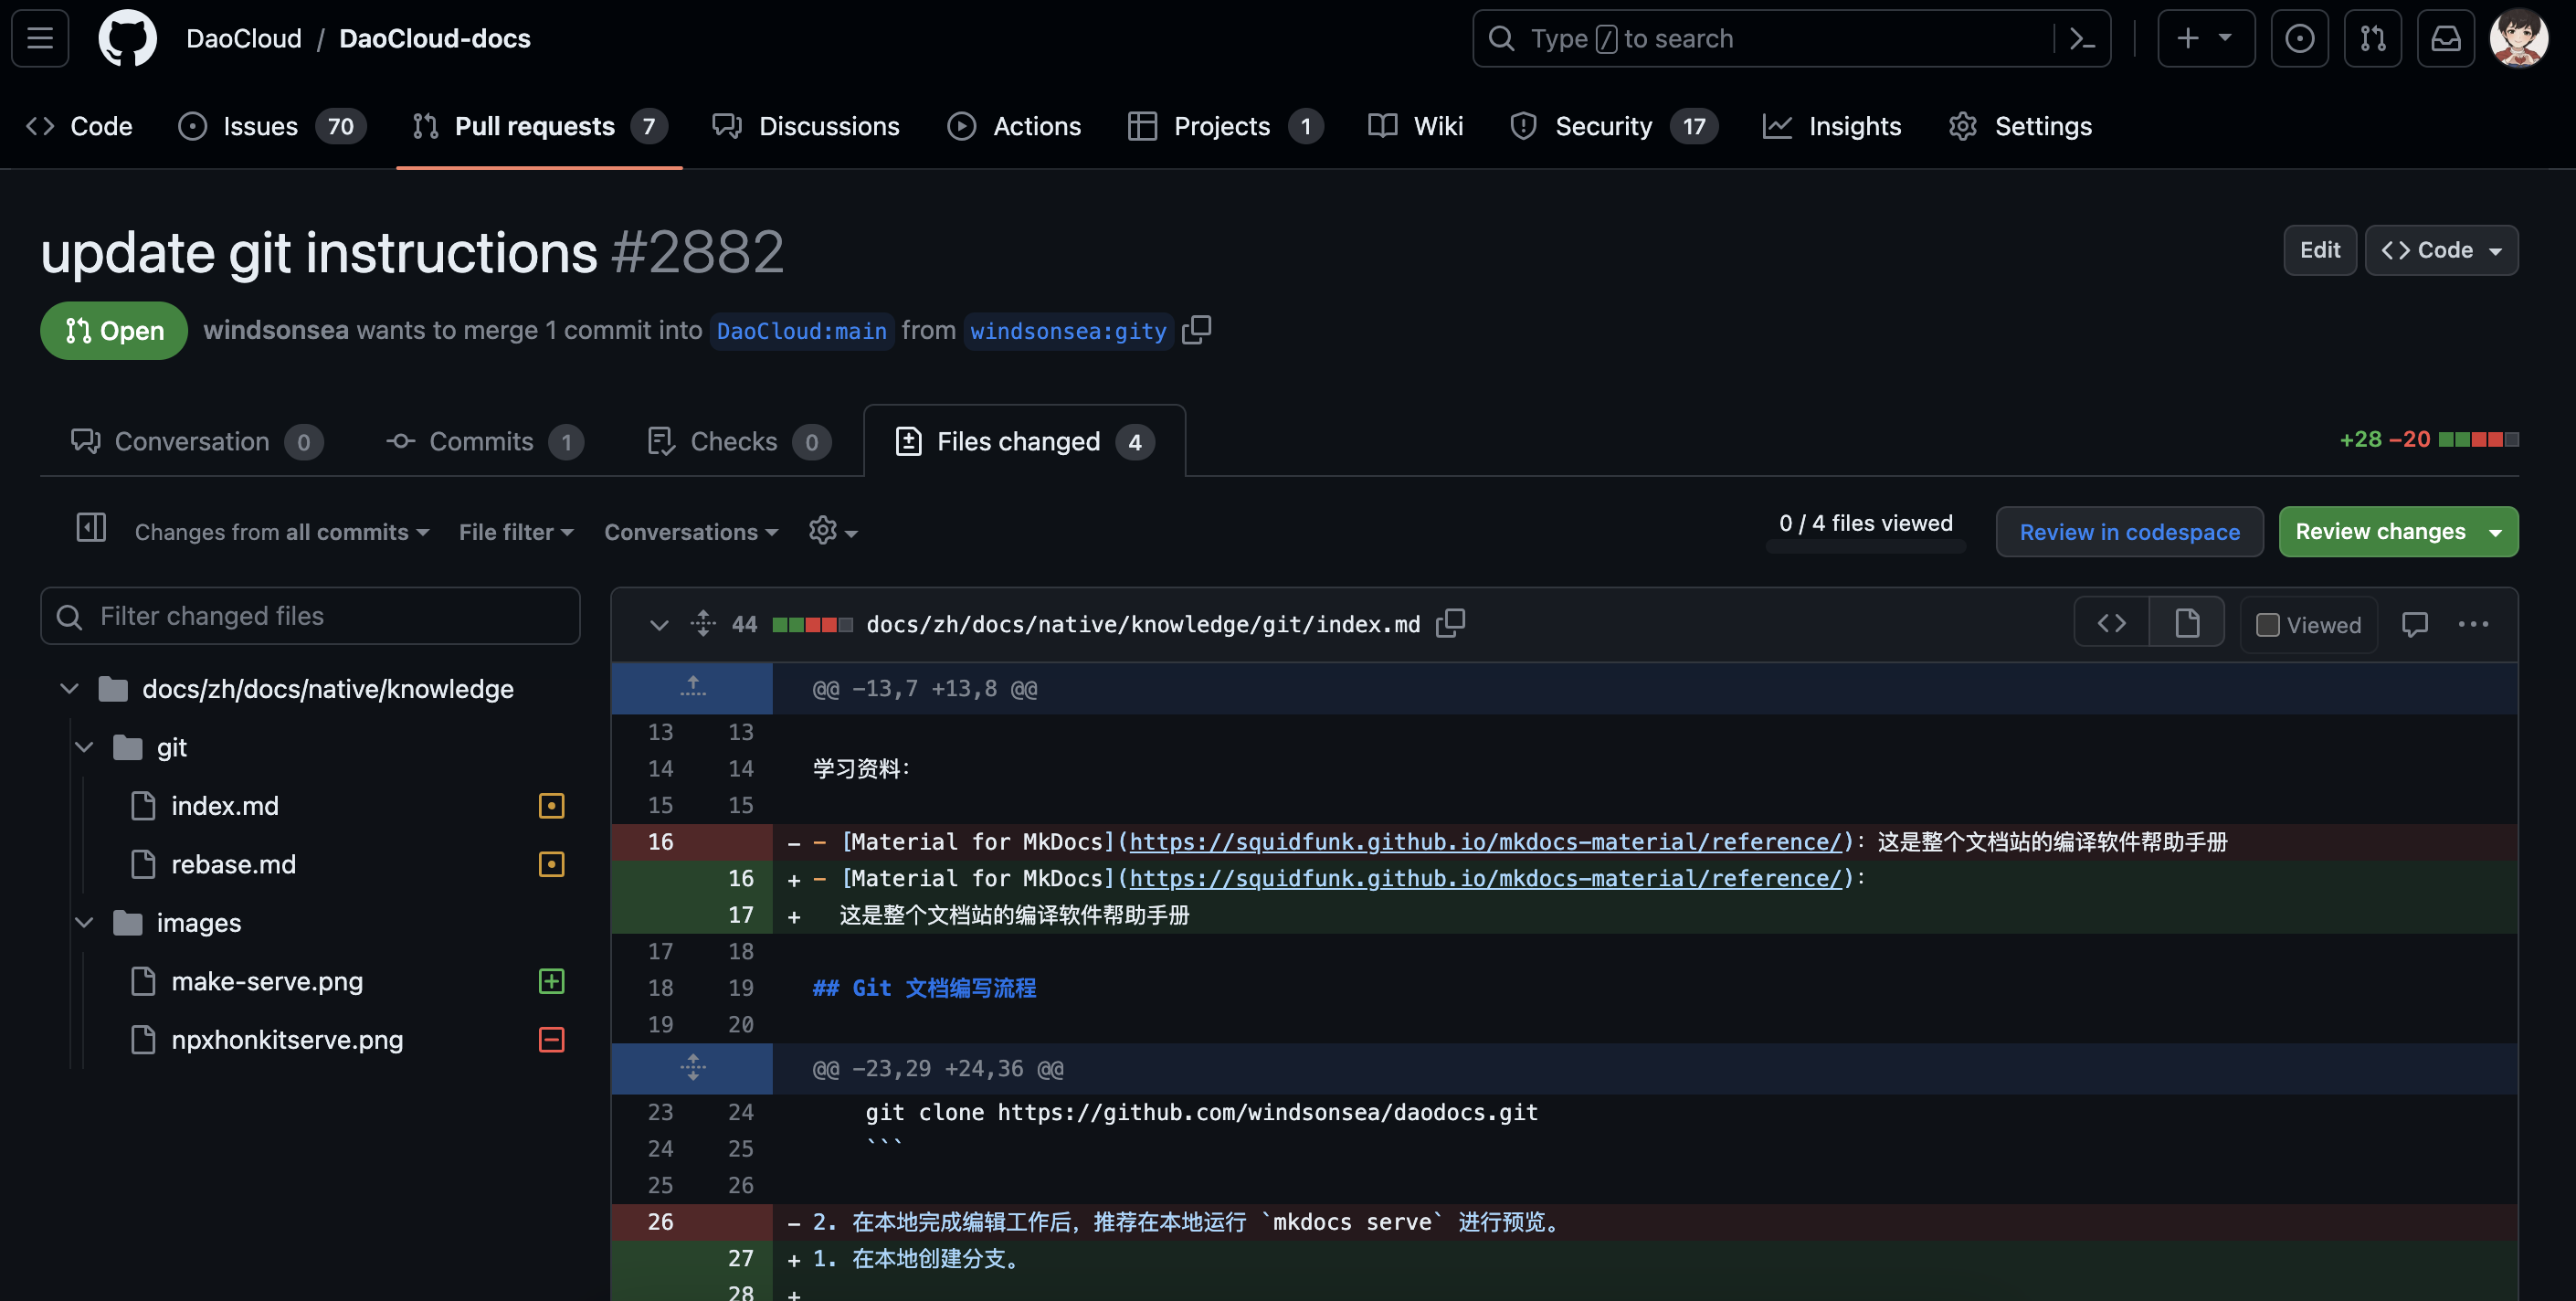 DaoCloud / DaoCloud-docs
Type / to search
Code
Issues 70
Pull requests 7
Discussions
Actions
Projects 1
Wiki
Security 17
Insights
Settings
update git instructions #2882
Edit
Code
Open
windsonsea wants to merge 1 commit into DaoCloud:main from windsonsea:gity
Conversation 0
Commits 1
Checks 0
Files changed 4
+28 −20
Changes from all commits
File filter
Conversations
0 / 4 files viewed
Review in codespace
Review changes
Filter changed files
docs/zh/docs/native/knowledge
git
index.md
rebase.md
images
make-serve.png
npxhonkitserve.png
44 docs/zh/docs/native/knowledge/git/index.md
Viewed
@@ -13,7 +13,8 @@
13 13
14 14 学习资料：
15 15
16 - - [Material for MkDocs](https://squidfunk.github.io/mkdocs-material/reference/)：这是整个文档站的编译软件帮助手册
16 + - [Material for MkDocs](https://squidfunk.github.io/mkdocs-material/reference/)：
17 + 这是整个文档站的编译软件帮助手册
17 18
18 19 ## Git 文档编写流程
19 20
@@ -23,29 +24,36 @@
23 24 git clone https://github.com/windsonsea/daodocs.git
24 25 ```
25 26
26 - 2. 在本地完成编辑工作后，推荐在本地运行 `mkdocs serve` 进行预览。
27 + 1. 在本地创建分支。
28 +